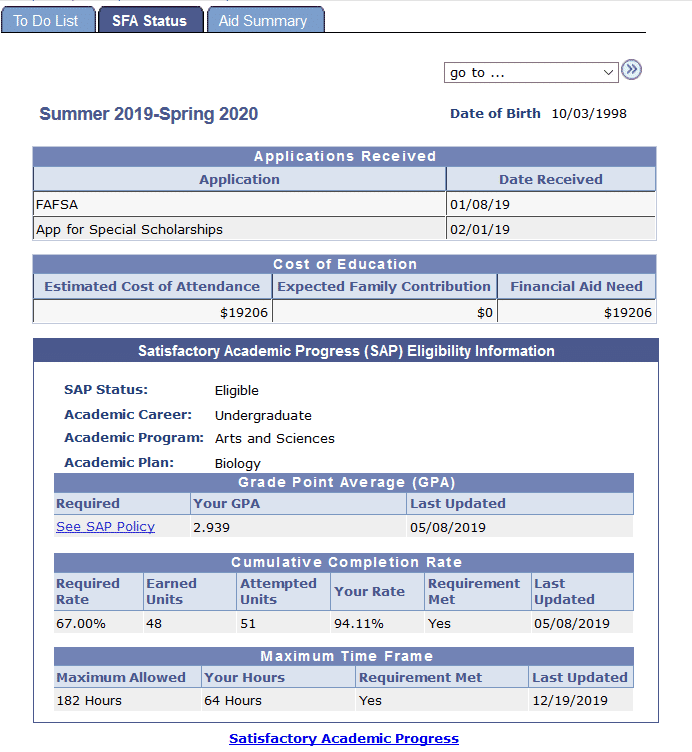 To Do List SFA Status Aid Summary
go to ...
Summer 2019-Spring 2020 Date of Birth 10/03/1998
Applications Received
Application Date Received
FAFSA 01/08/19
App for Special Scholarships 02/01/19
Cost of Education
Estimated Cost of Attendance Expected Family Contribution Financial Aid Need
$19206 $0 $19206
Satisfactory Academic Progress (SAP) Eligibility Information
SAP Status: Eligible
Academic Career: Undergraduate
Academic Program: Arts and Sciences
Academic Plan: Biology
Grade Point Average (GPA)
Required Your GPA Last Updated
See SAP Policy 2.939 05/08/2019
Cumulative Completion Rate
Required Rate Earned Units Attempted Units Your Rate Requirement Met Last Updated
67.00% 48 51 94.11% Yes 05/08/2019
Maximum Time Frame
Maximum Allowed Your Hours Requirement Met Last Updated
182 Hours 64 Hours Yes 12/19/2019
Satisfactory Academic Progress